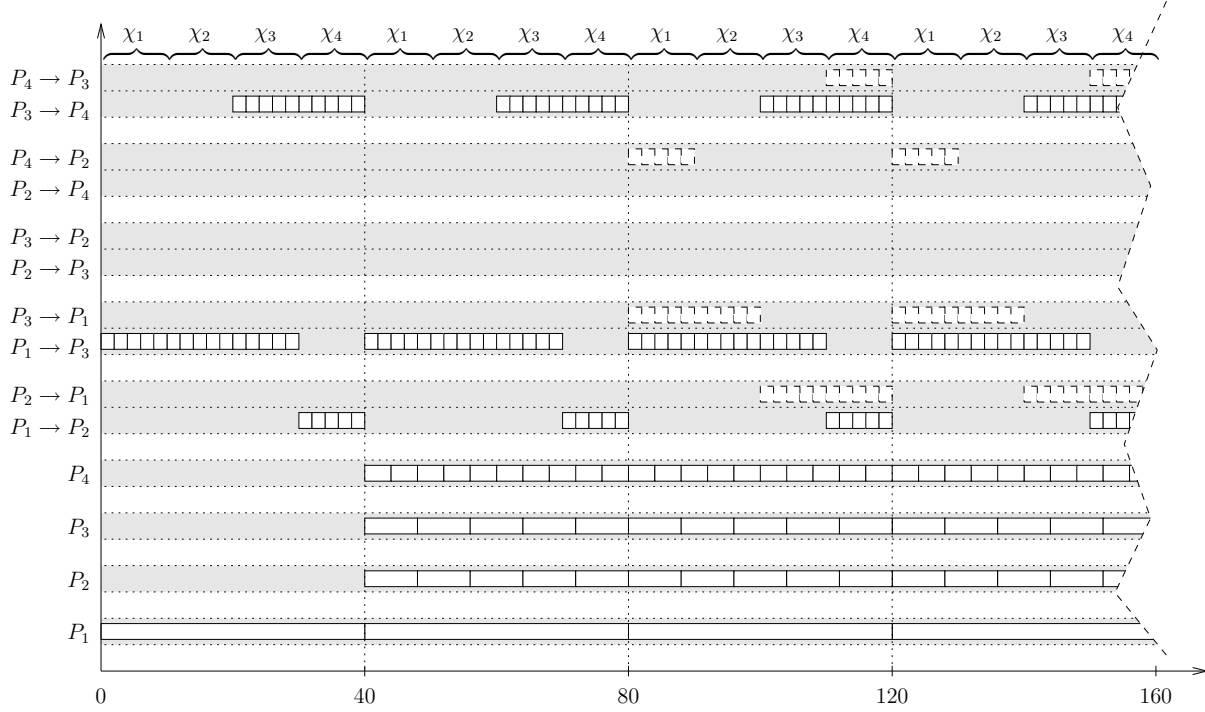 χ₁ χ₂ χ₃ χ₄ χ₁ χ₂ χ₃ χ₄ χ₁ χ₂ χ₃ χ₄ χ₁ χ₂ χ₃ χ₄
P₄ → P₃
P₃ → P₄
P₄ → P₂
P₂ → P₄
P₃ → P₂
P₂ → P₃
P₃ → P₁
P₁ → P₃
P₂ → P₁
P₁ → P₂
P₄
P₃
P₂
P₁
0 40 80 120 160